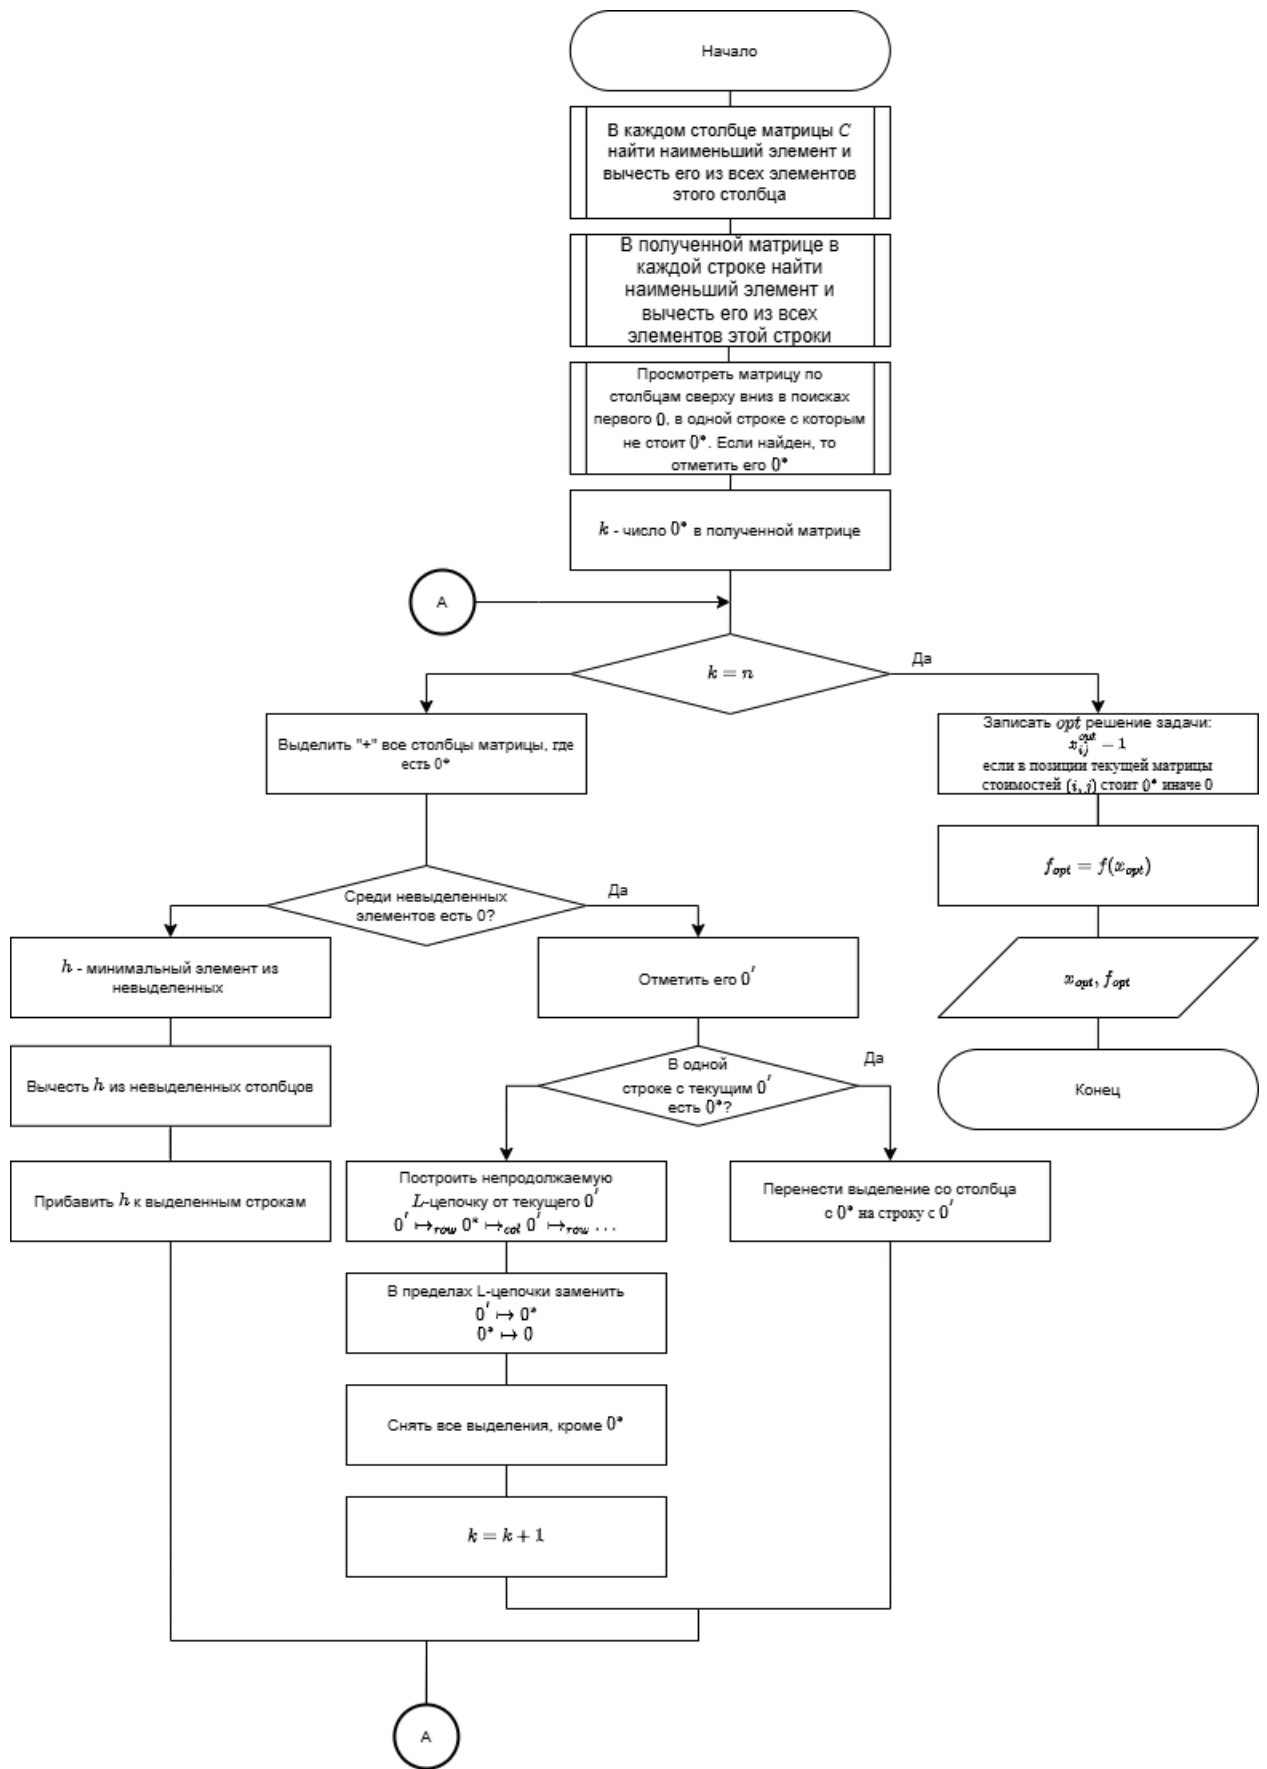 Начало
В каждом столбце матрицы C
найти наименьший элемент и
вычесть его из всех элементов
этого столбца
В полученной матрице в
каждой строке найти
наименьший элемент и
вычесть его из всех
элементов этой строки
Просмотреть матрицу по
столбцам сверху вниз в поисках
первого 0, в одной строке с которым
не стоит 0*. Если найден, то
отметить его 0*
k - число 0* в полученной матрице
A
k = n
Да
Выделить "+" все столбцы матрицы, где
есть 0*
Записать opt решение задачи:
x_{ij}^{opt} = 1
если в позиции текущей матрицы
стоимостей (i, j) стоит 0* иначе 0
f_{opt} = f(x_{opt})
Среди невыделенных
элементов есть 0?
Да
h - минимальный элемент из
невыделенных
Отметить его 0′
x_{opt}, f_{opt}
Вычесть h из невыделенных столбцов
В одной
строке с текущим 0′
есть 0*?
Да
Конец
Прибавить h к выделенным строкам
Построить непродолжаемую
L-цепочку от текущего 0′
0′ ↦_{row} 0* ↦_{col} 0′ ↦_{row} …
Перенести выделение со столбца
с 0* на строку с 0′
В пределах L-цепочки заменить
0′ ↦ 0*
0* ↦ 0
Снять все выделения, кроме 0*
k = k + 1
A